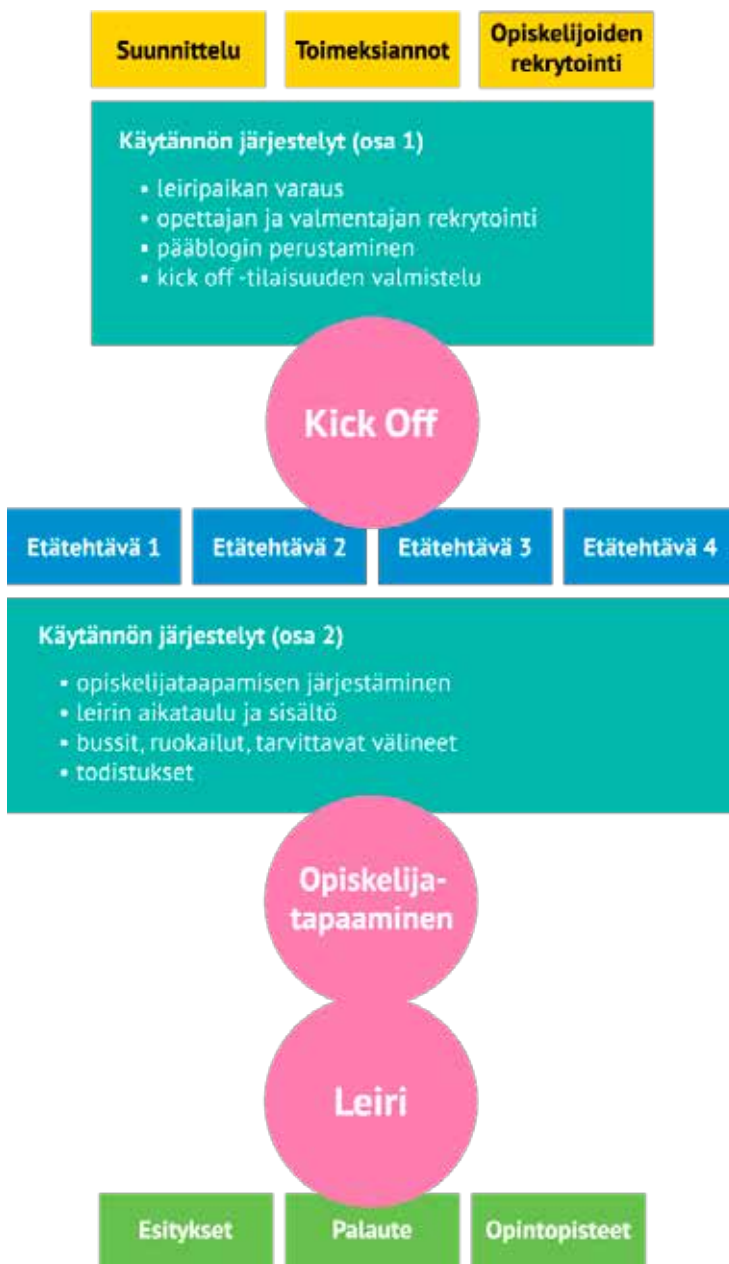 Suunnittelu
Toimeksiannot
Opiskelijoiden
rekrytointi
Käytännön järjestelyt (osa 1)
• leiripaikan varaus
• opettajan ja valmentajan rekrytointi
• pääblogin perustaminen
• kick off -tilaisuuden valmistelu
Kick Off
Etätehtävä 1
Etätehtävä 2
Etätehtävä 3
Etätehtävä 4
Käytännön järjestelyt (osa 2)
• opiskelijataapamisen järjestäminen
• leirin aikataulu ja sisältö
• bussit, ruokailut, tarvittavat välineet
• todistukset
Opiskelija-
tapaaminen
Leiri
Esitykset
Palaute
Opintopisteet